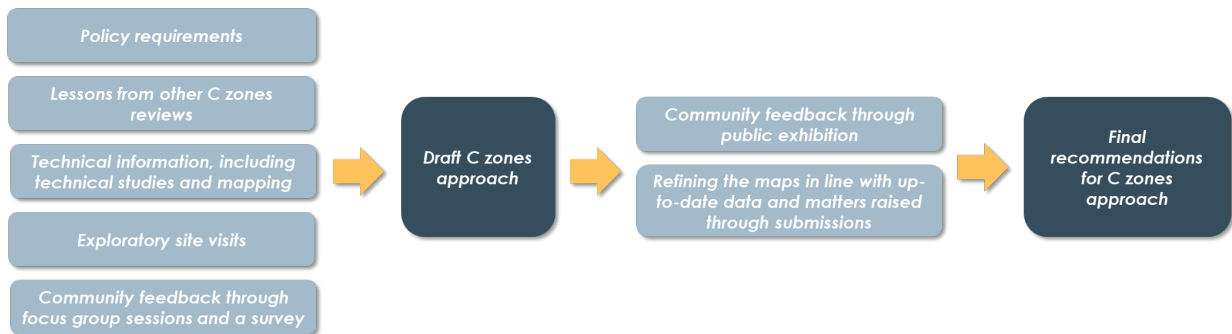 Policy requirements
Lessons from other C zones
reviews
Technical information, including
technical studies and mapping
Exploratory site visits
Community feedback through
focus group sessions and a survey
Draft C zones
approach
Community feedback through
public exhibition
Refining the maps in line with up-
to-date data and matters raised
through submissions
Final
recommendations
for C zones
approach